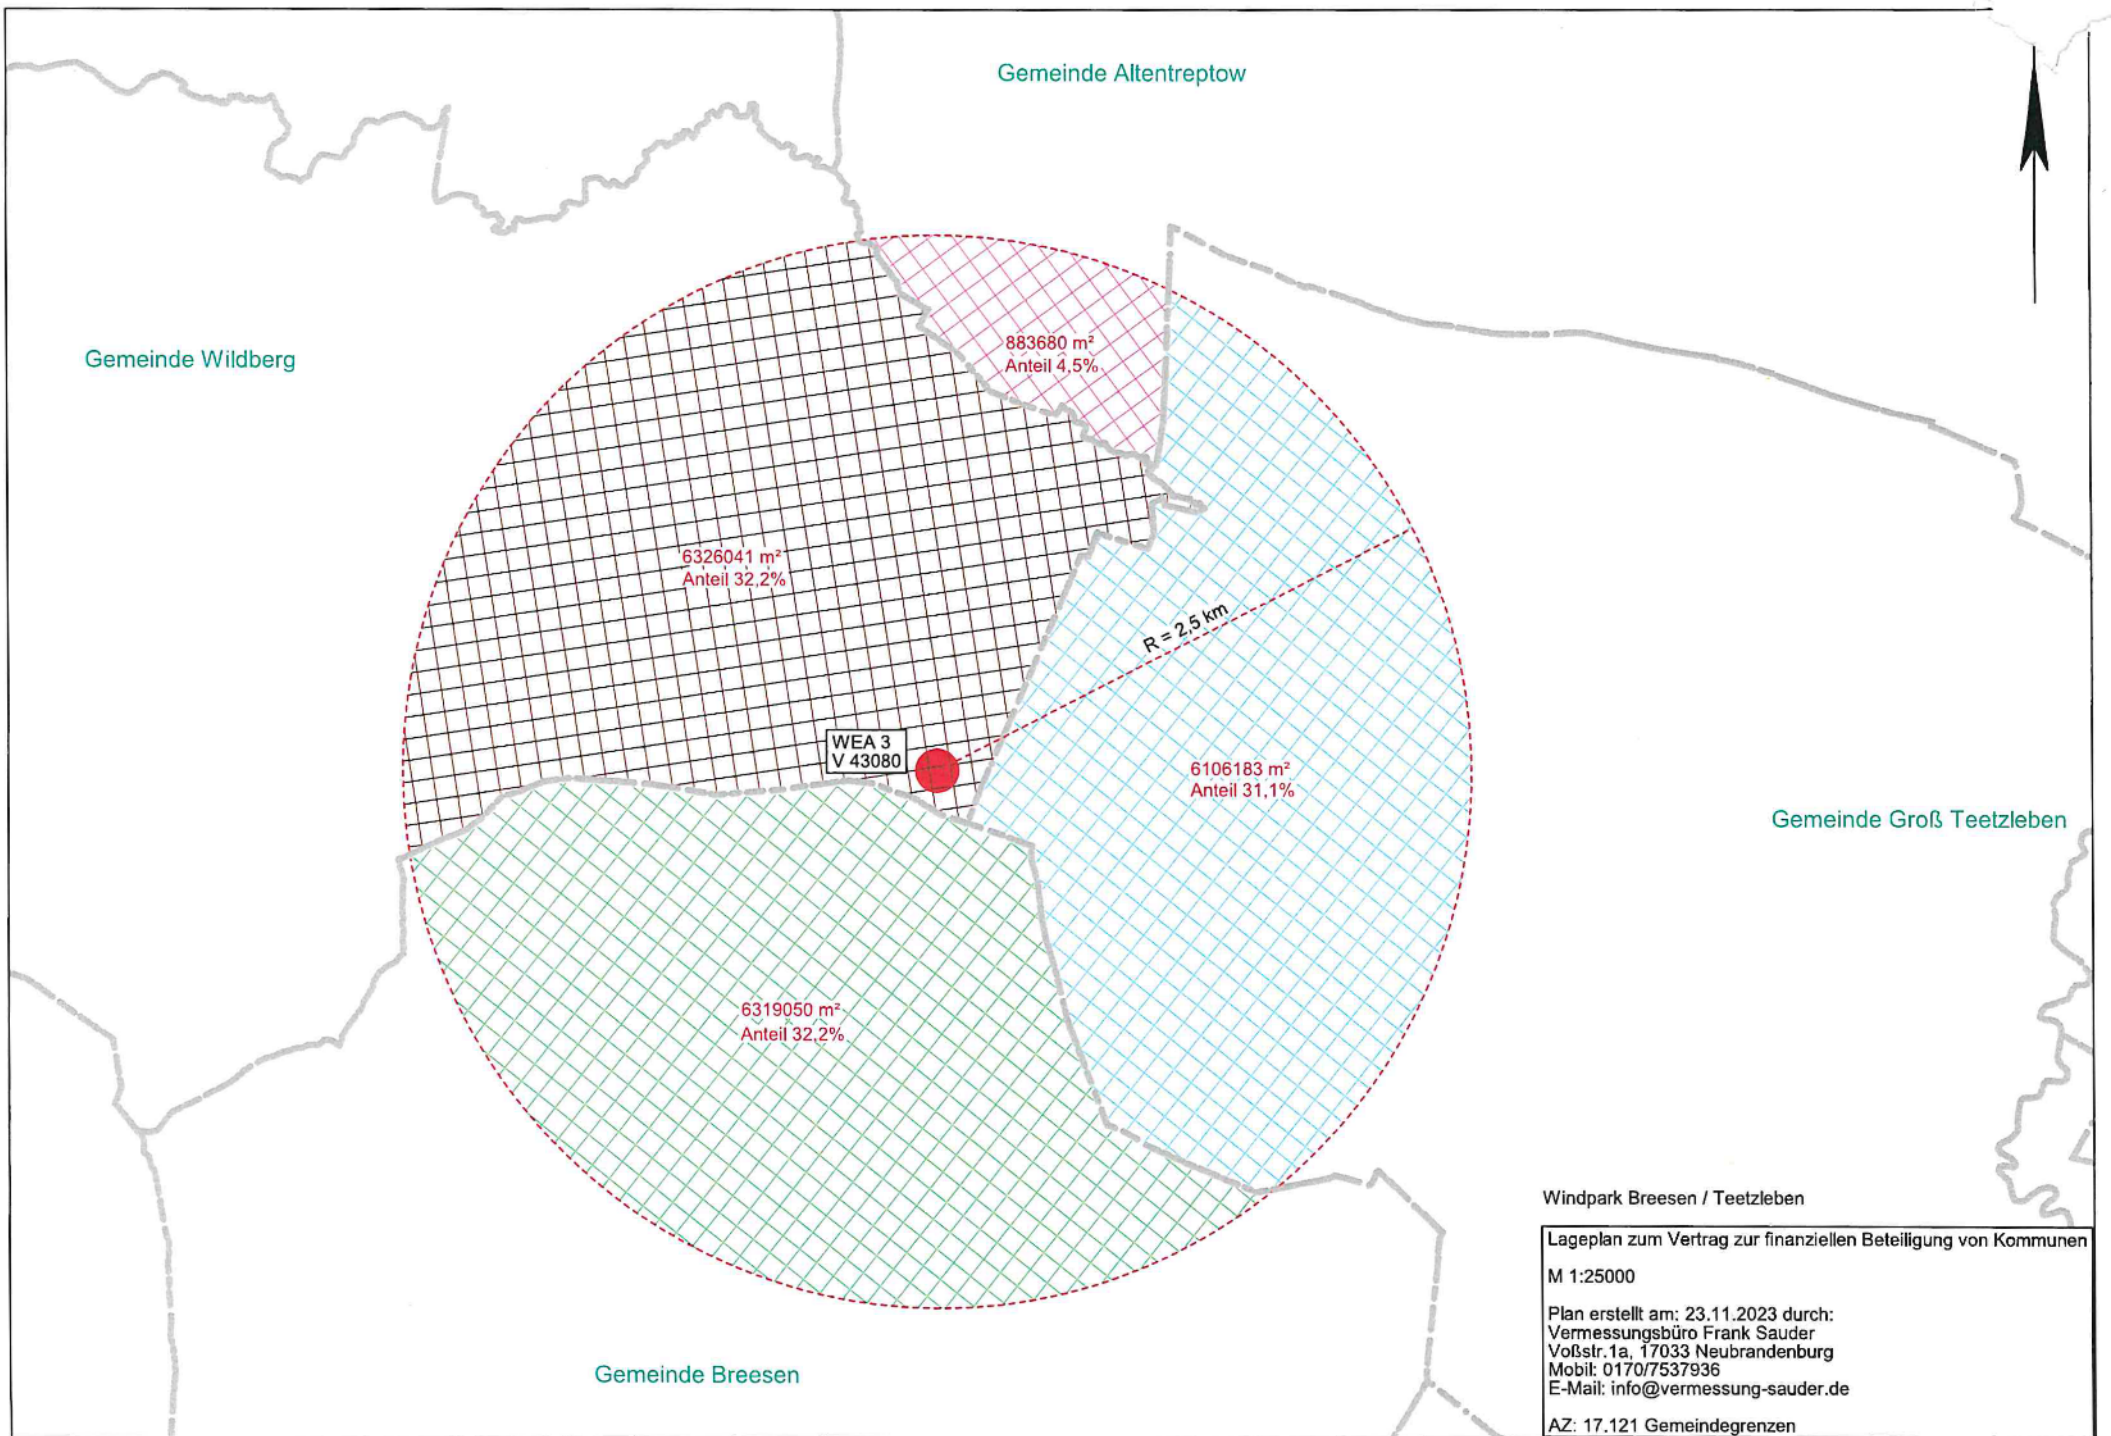 Gemeinde Altentreptow
Gemeinde Wildberg
883680 m²
Anteil 4,5%
6326041 m²
Anteil 32,2%
R = 2,5 km
WEA 3
V 43080
6106183 m²
Anteil 31,1%
Gemeinde Groß Teetzleben
6319050 m²
Anteil 32,2%
Gemeinde Breesen
Windpark Breesen / Teetzleben
Lageplan zum Vertrag zur finanziellen Beteiligung von Kommunen
M 1:25000
Plan erstellt am: 23.11.2023 durch:
Vermessungsbüro Frank Sauder
Voßstr.1a, 17033 Neubrandenburg
Mobil: 0170/7537936
E-Mail: info@vermessung-sauder.de
AZ: 17.121 Gemeindegrenzen